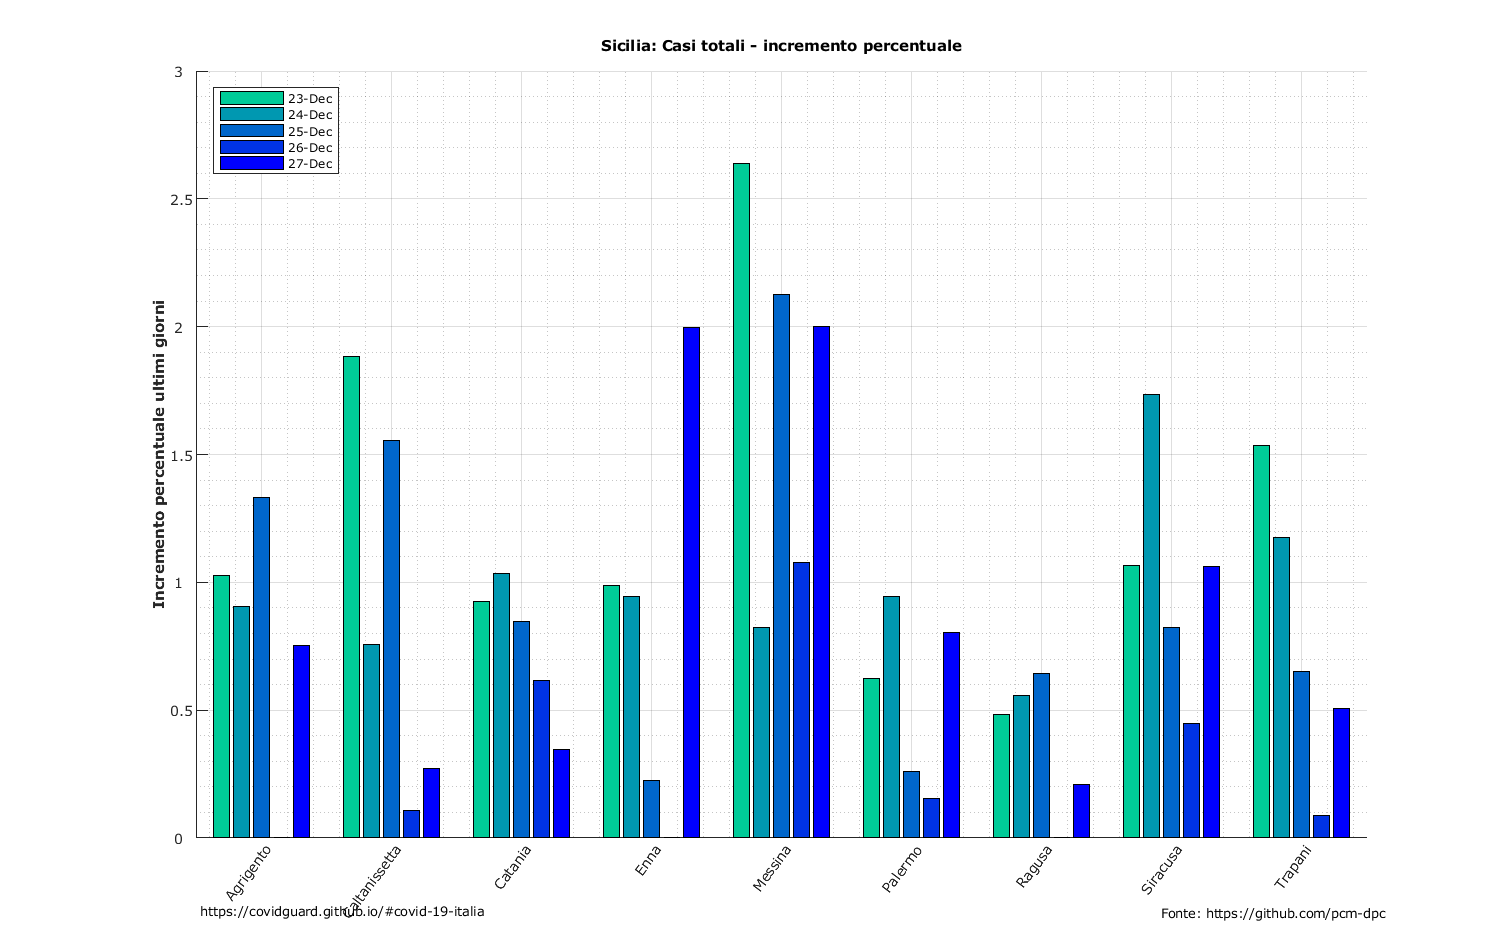 Sicilia: Casi totali - incremento percentuale
3
2.5
2
1.5
1
0.5
0
Incremento percentuale ultimi giorni
23-Dec
24-Dec
25-Dec
26-Dec
27-Dec
Agrigento
Caltanissetta
Catania
Enna
Messina
Palermo
Ragusa
Siracusa
Trapani
https://covidguard.github.io/#covid-19-italia
Fonte: https://github.com/pcm-dpc